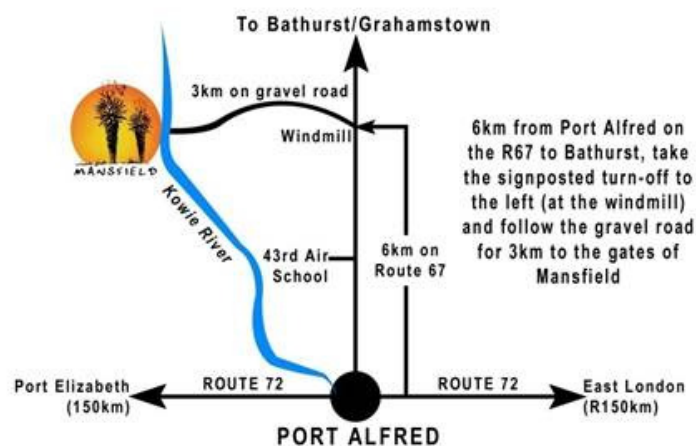 To Bathurst/Grahamstown
3km on gravel road
Windmill
MANSFIELD
Kowie River
43rd Air
School
6km on
Route 67
6km from Port Alfred on
the R67 to Bathurst, take
the signposted turn-off to
the left (at the windmill)
and follow the gravel road
for 3km to the gates of
Mansfield
Port Elizabeth
(150km)
ROUTE 72
ROUTE 72
East London
(R150km)
PORT ALFRED